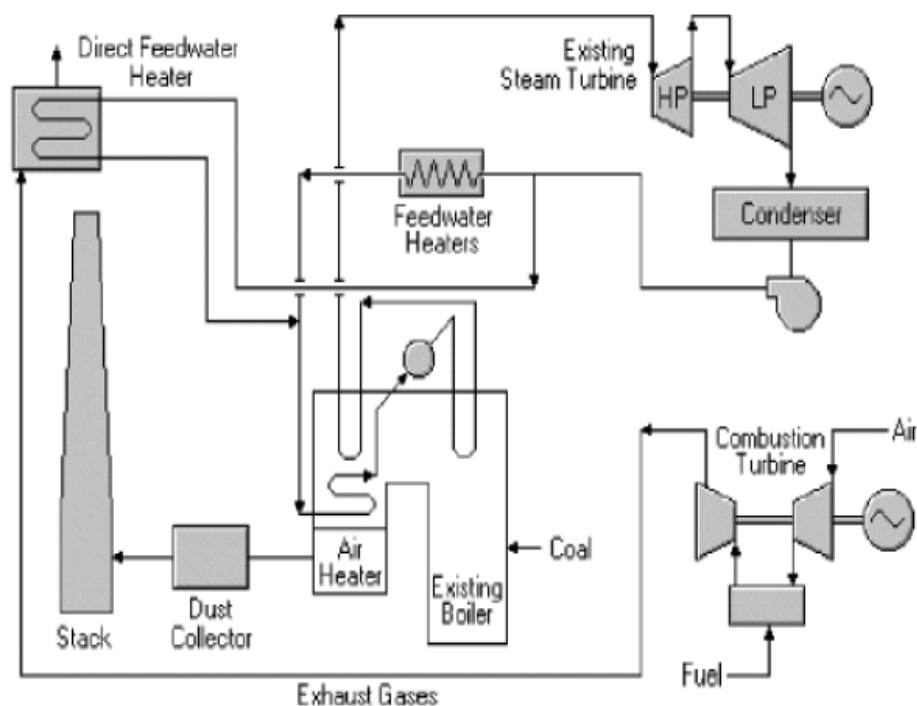 Direct Feedwater
Heater
Existing
Steam Turbine
HP
LP
Feedwater
Heaters
Condenser
Combustion
Turbine
Air
Air
Heater
Existing
Boiler
Coal
Dust
Collector
Stack
Fuel
Exhaust Gases